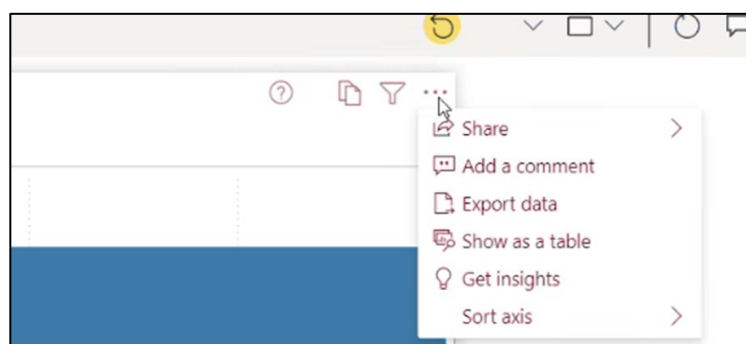 Share
Add a comment
Export data
Show as a table
Get insights
Sort axis